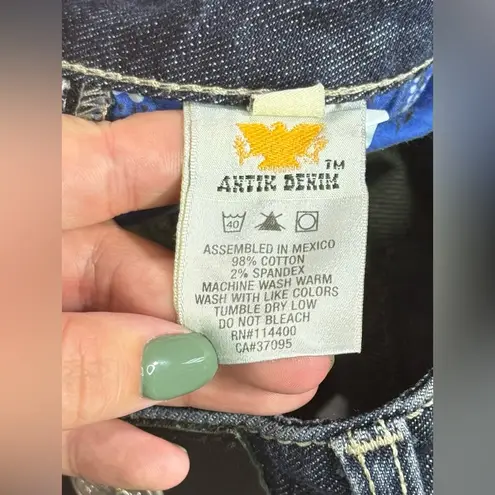 TM
ANTIK DENIM
40
ASSEMBLED IN MEXICO
98% COTTON
2% SPANDEX
MACHINE WASH WARM
WASH WITH LIKE COLORS
TUMBLE DRY LOW
DO NOT BLEACH
RN#114400
CA#37095